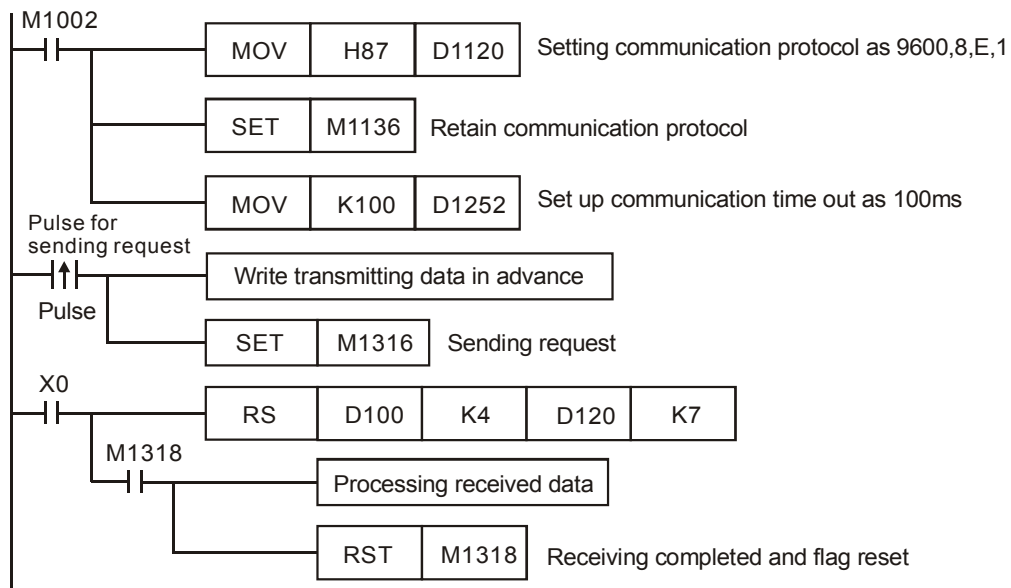 M1002
MOV H87 D1120 Setting communication protocol as 9600,8,E,1
SET M1136 Retain communication protocol
MOV K100 D1252 Set up communication time out as 100ms
Pulse for
sending request
Write transmitting data in advance
Pulse
SET M1316 Sending request
X0
RS D100 K4 D120 K7
M1318
Processing received data
RST M1318 Receiving completed and flag reset